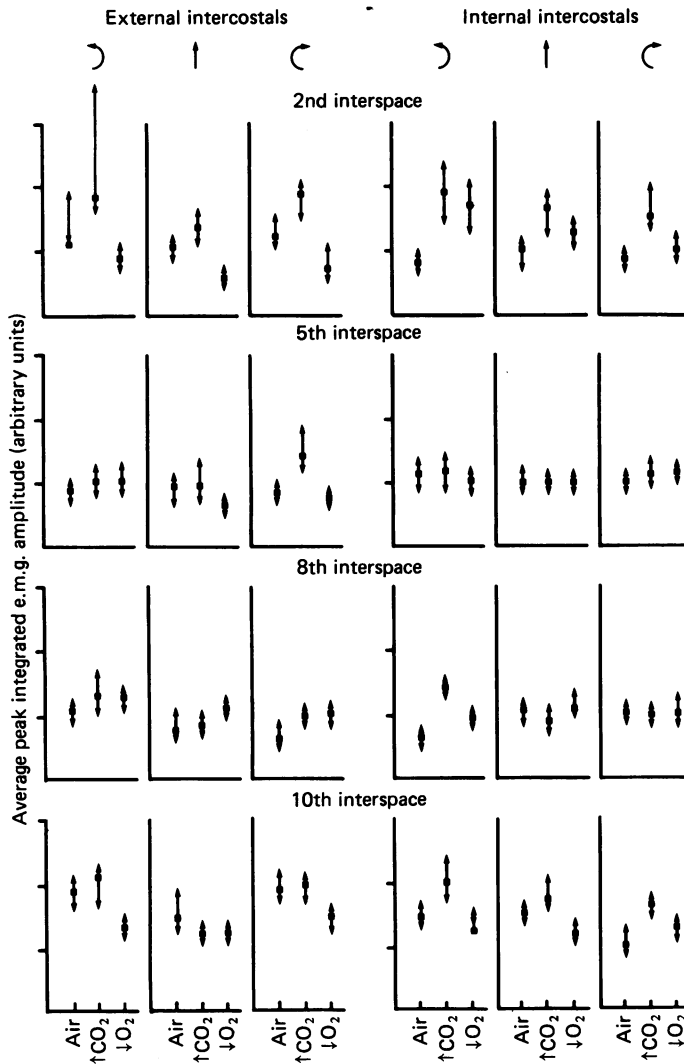 External intercostals
Internal intercostals
2nd interspace
5th interspace
8th interspace
10th interspace
Average peak integrated e.m.g. amplitude (arbitrary units)
Air ↑CO₂ ↓O₂ Air ↑CO₂ ↓O₂ Air ↑CO₂ ↓O₂ Air ↑CO₂ ↓O₂ Air ↑CO₂ ↓O₂ Air ↑CO₂ ↓O₂